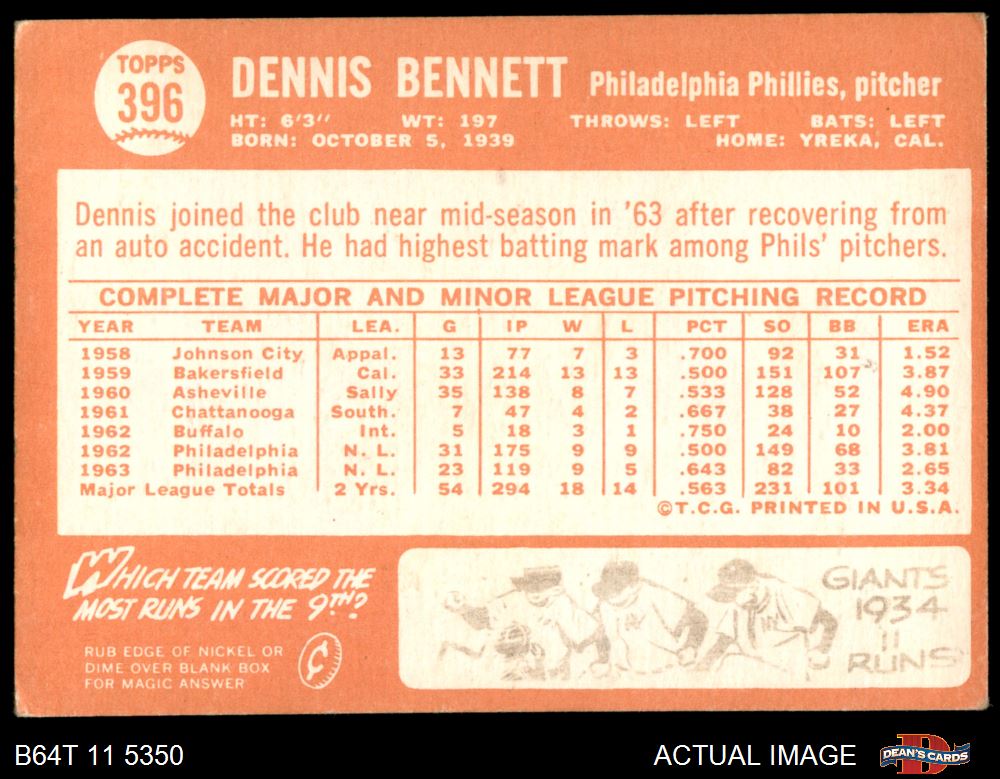 TOPPS
396
DENNIS BENNETT Philadelphia Phillies, pitcher
HT: 6'3" WT: 197 THROWS: LEFT BATS: LEFT
BORN: OCTOBER 5, 1939 HOME: YREKA, CAL.
Dennis joined the club near mid-season in '63 after recovering from
an auto accident. He had highest batting mark among Phils' pitchers.
COMPLETE MAJOR AND MINOR LEAGUE PITCHING RECORD
YEAR TEAM LEA. G IP W L PCT SO BB ERA
1958 Johnson City Appal. 13 77 7 3 .700 92 31 1.52
1959 Bakersfield Cal. 33 214 13 13 .500 151 107 3.87
1960 Asheville Sally 35 138 8 7 .533 128 52 4.90
1961 Chattanooga South. 7 47 4 2 .667 38 27 4.37
1962 Buffalo Int. 5 18 3 1 .750 24 10 2.00
1962 Philadelphia N. L. 31 175 9 9 .500 149 68 3.81
1963 Philadelphia N. L. 23 119 9 5 .643 82 33 2.65
Major League Totals 2 Yrs. 54 294 18 14 .563 231 101 3.34
©T.C.G. PRINTED IN U.S.A.
WHICH TEAM SCORED THE
MOST RUNS IN THE 9TH?
RUB EDGE OF NICKEL OR
DIME OVER BLANK BOX
FOR MAGIC ANSWER
GIANTS
1934
11
RUNS
B64T 11 5350 ACTUAL IMAGE DEAN'S CARDS